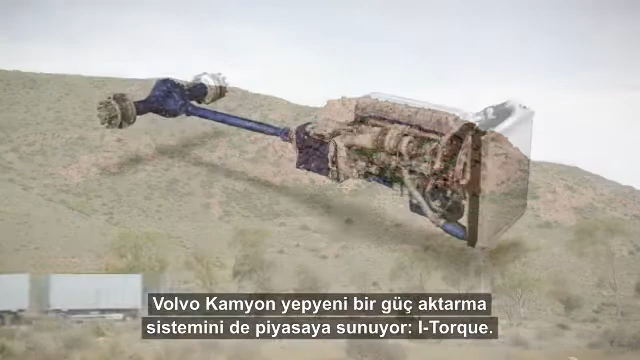 Volvo Kamyon yepyeni bir güç aktarma
sistemini de piyasaya sunuyor: I-Torque.